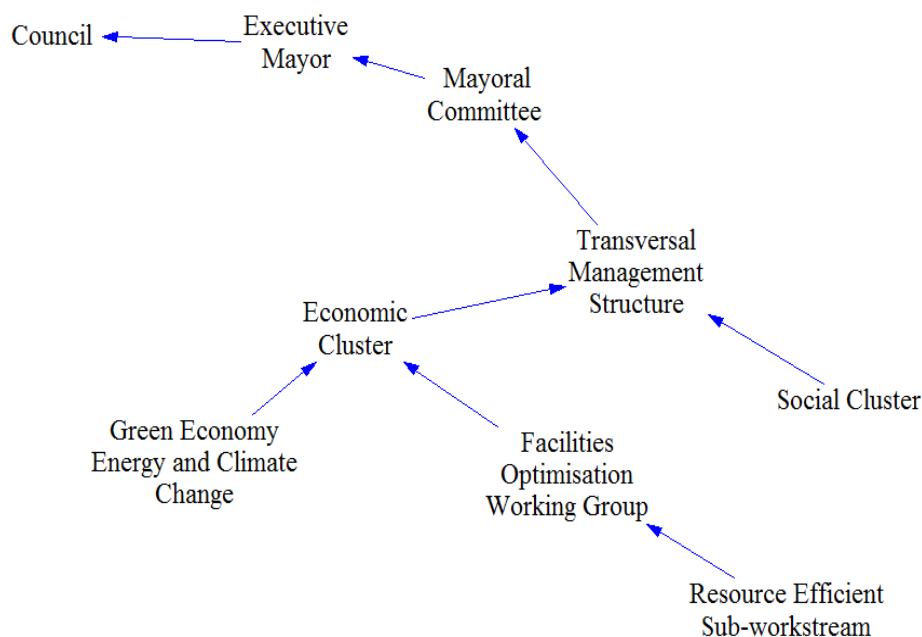 Council
Executive
Mayor
Mayoral
Committee
Transversal
Management
Structure
Economic
Cluster
Social Cluster
Green Economy
Energy and Climate
Change
Facilities
Optimisation
Working Group
Resource Efficient
Sub-workstream